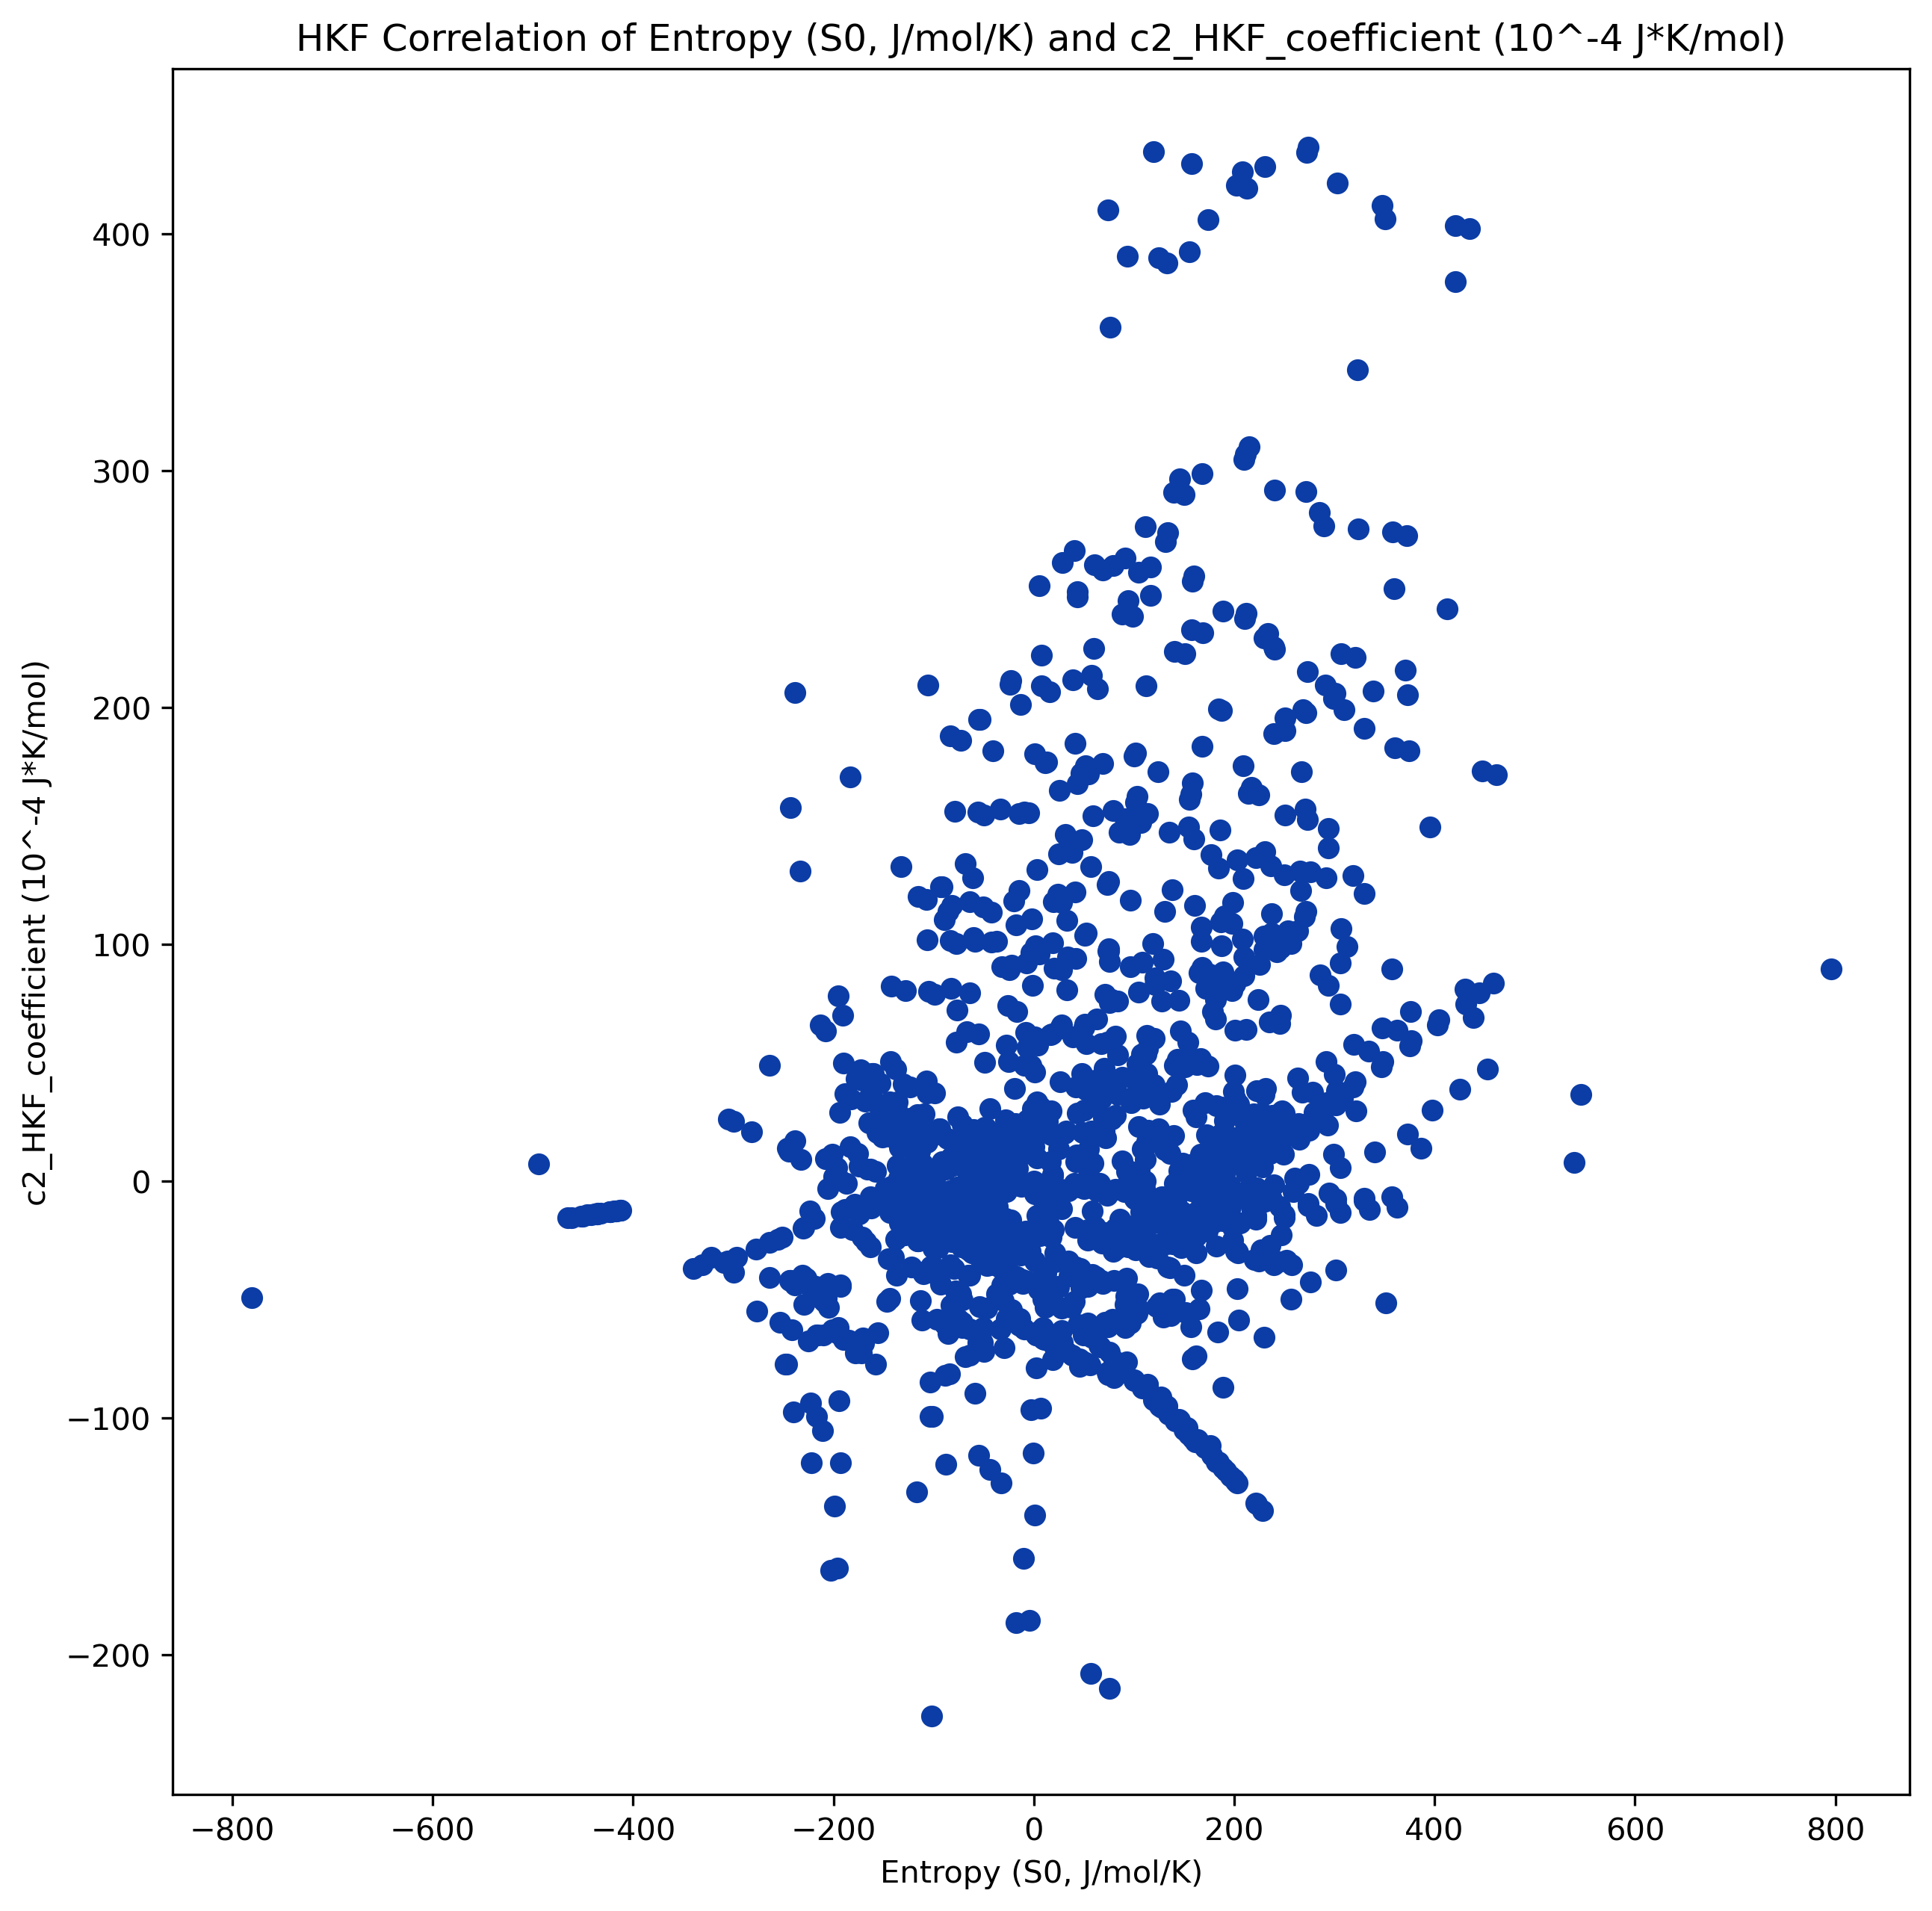 HKF Correlation of Entropy (S0, J/mol/K) and c2_HKF_coefficient (10^-4 J*K/mol)
c2_HKF_coefficient (10^-4 J*K/mol)
400
300
200
100
0
−100
−200
−800 −600 −400 −200 0 200 400 600 800
Entropy (S0, J/mol/K)